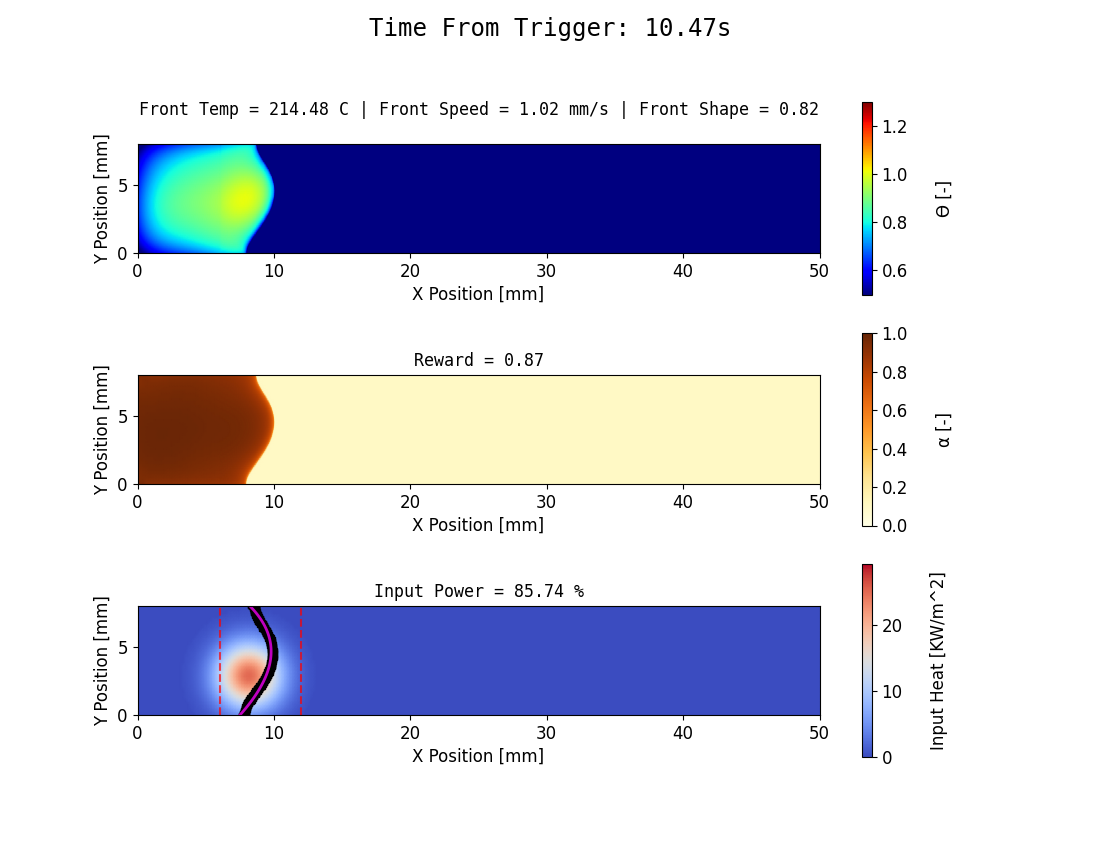 Time From Trigger: 10.47s
Front Temp = 214.48 C | Front Speed = 1.02 mm/s | Front Shape = 0.82
Y Position [mm]
5
0
0 10 20 30 40 50
X Position [mm]
1.2
1.0
0.8
0.6
Θ [-]
Reward = 0.87
Y Position [mm]
5
0
0 10 20 30 40 50
X Position [mm]
1.0
0.8
0.6
0.4
0.2
0.0
α [-]
Input Power = 85.74 %
Y Position [mm]
5
0
0 10 20 30 40 50
X Position [mm]
20
10
0
Input Heat [KW/m^2]